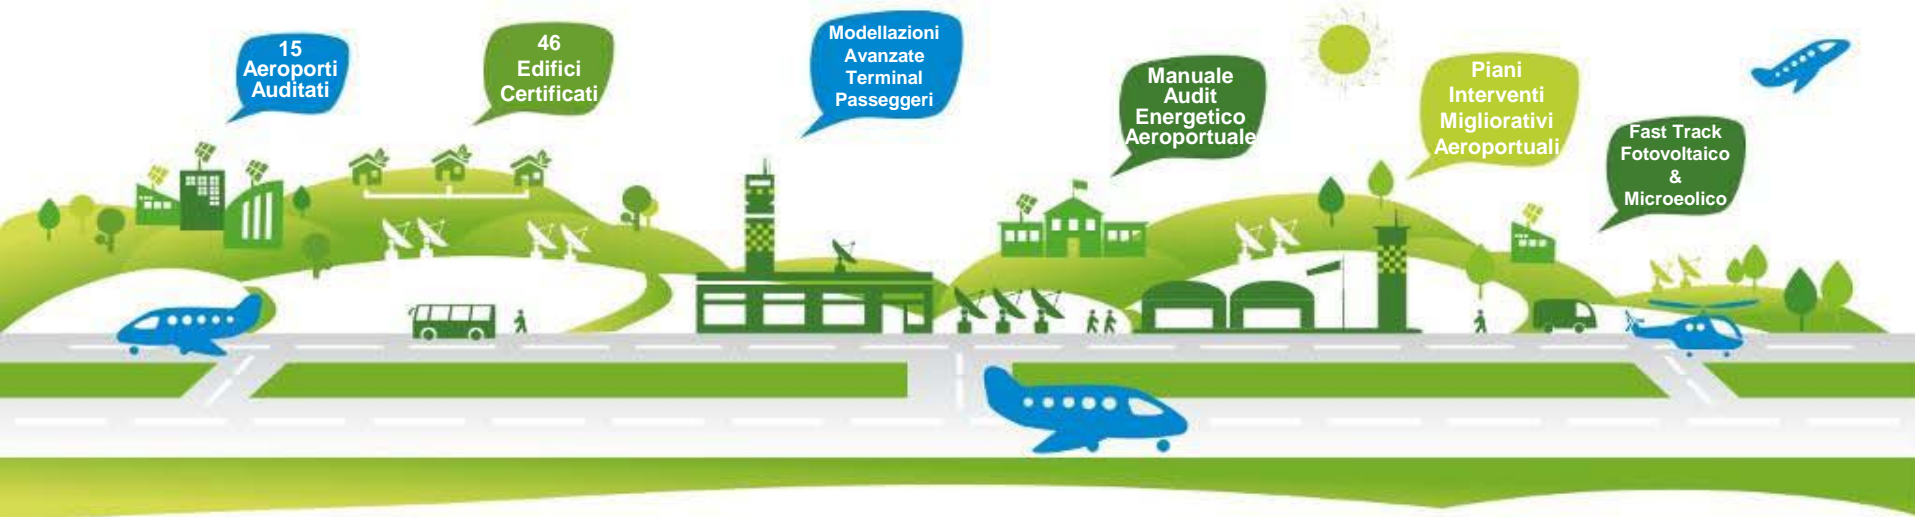 15
Aeroporti
Auditati
46
Edifici
Certificati
Modellazioni
Avanzate
Terminal
Passeggeri
Manuale
Audit
Energetico
Aeroportuale
Piani
Interventi
Migliorativi
Aeroportuali
Fast Track
Fotovoltaico
&
Microeolico